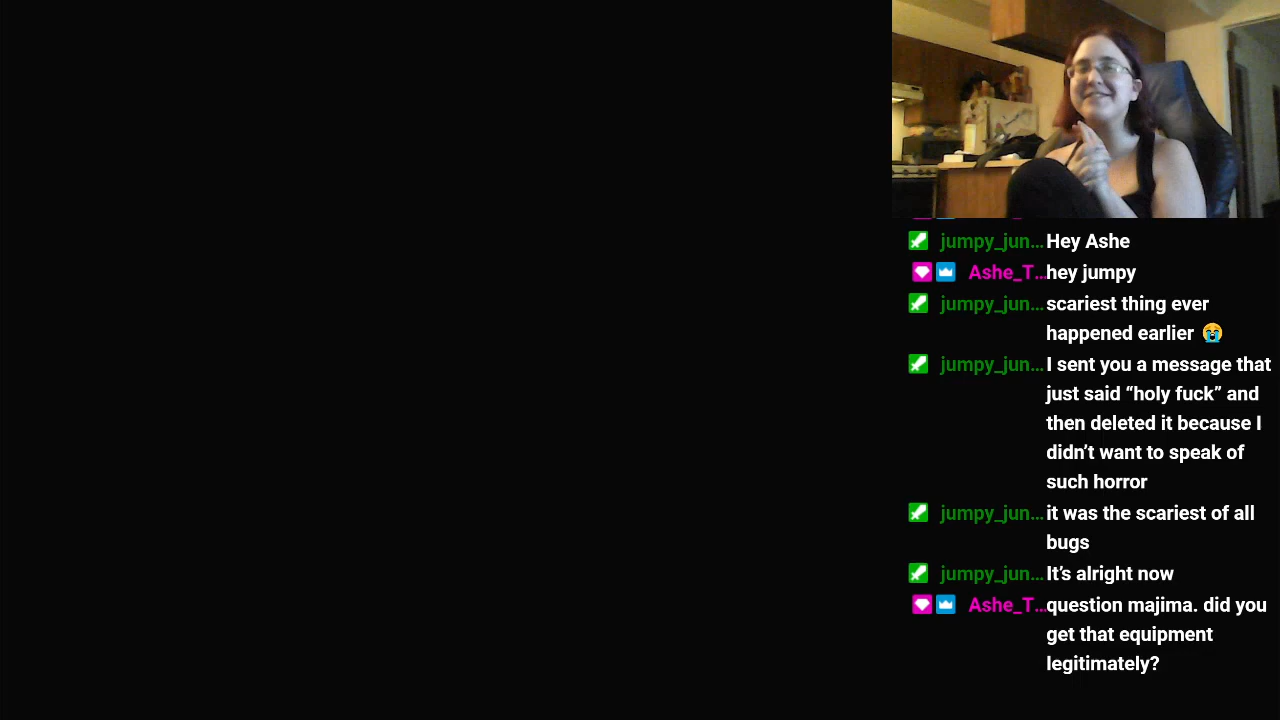 jumpy_jun… Hey Ashe
Ashe_T… hey jumpy
jumpy_jun… scariest thing ever
happened earlier 😭
jumpy_jun… I sent you a message that
just said “holy fuck” and
then deleted it because I
didn’t want to speak of
such horror
jumpy_jun… it was the scariest of all
bugs
jumpy_jun… It’s alright now
Ashe_T… question majima. did you
get that equipment
legitimately?